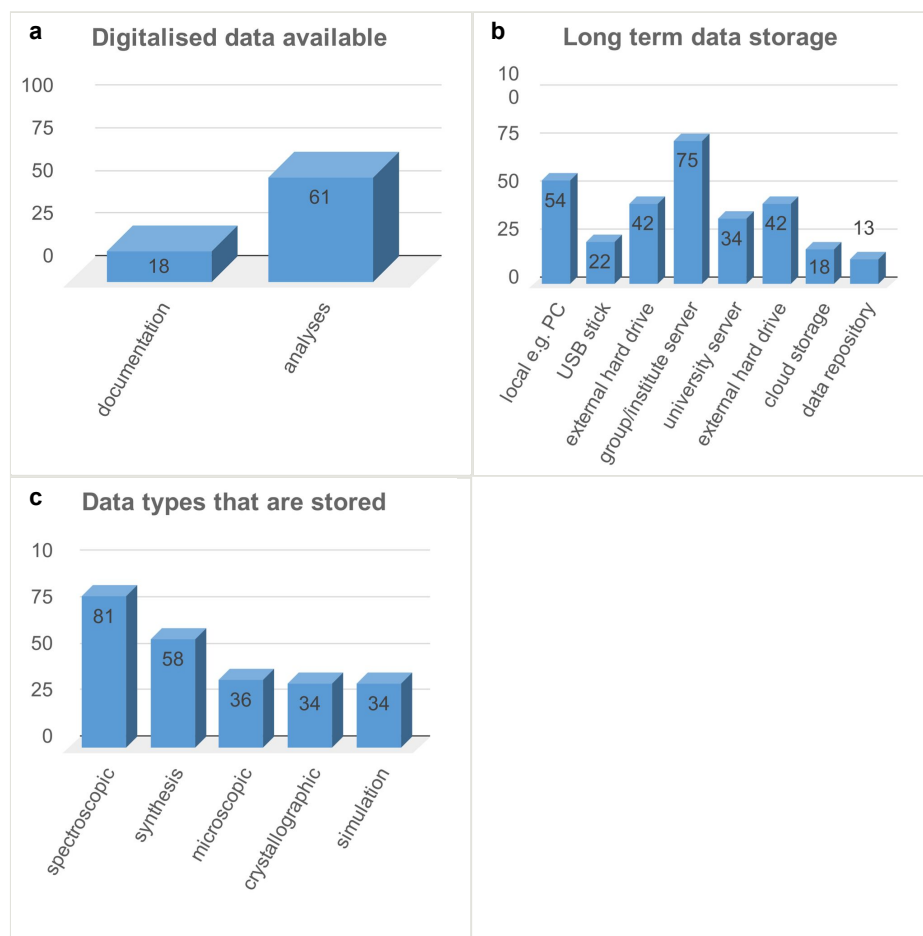 a
Digitalised data available
100
75
50
25
0
18
61
documentation
analyses
b
Long term data storage
10
0
75
50
25
0
54
22
42
75
34
42
18
13
local e.g. PC
USB stick
external hard drive
group/institute server
university server
external hard drive
cloud storage
data repository
c
Data types that are stored
10
75
50
25
0
81
58
36
34
34
spectroscopic
synthesis
microscopic
crystallographic
simulation